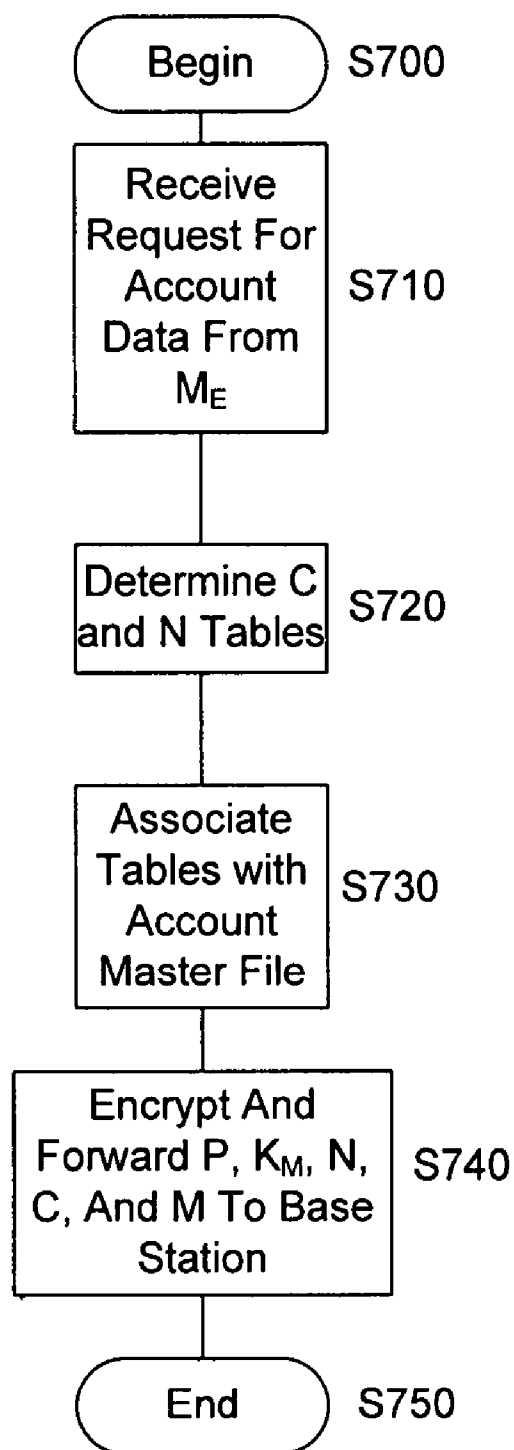 Begin S700
Receive
Request For
Account
Data From
M_E
S710
Determine C
and N Tables
S720
Associate
Tables with
Account
Master File
S730
Encrypt And
Forward P, K_M, N,
C, And M To Base
Station
S740
End S750